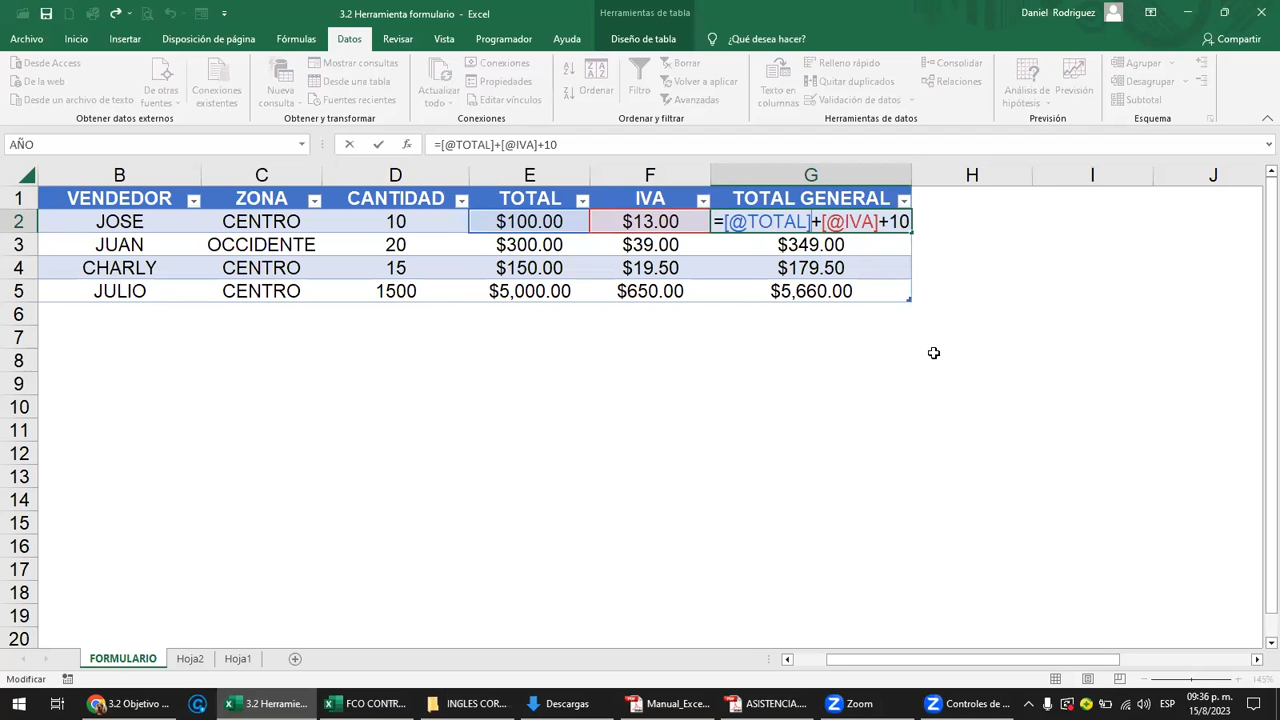 3.2 Herramienta formulario - Excel
Herramientas de tabla
Daniel Rodriguez
Archivo Inicio Insertar Disposición de página Fórmulas Datos Revisar Vista Programador Ayuda Diseño de tabla ¿Qué desea hacer? Compartir
Desde Access
De la web
Desde un archivo de texto
De otras fuentes
Conexiones existentes
Obtener datos externos
Nueva consulta
Mostrar consultas
Desde una tabla
Fuentes recientes
Obtener y transformar
Actualizar todo
Conexiones
Propiedades
Editar vínculos
Conexiones
Ordenar
Filtro
Borrar
Volver a aplicar
Avanzadas
Ordenar y filtrar
Texto en columnas
Relleno rápido
Quitar duplicados
Validación de datos
Consolidar
Relaciones
Herramientas de datos
Análisis de hipótesis
Previsión
Previsión
Agrupar
Desagrupar
Subtotal
Esquema
AÑO =[@TOTAL]+[@IVA]+10
B C D E F G H I J
1 VENDEDOR ZONA CANTIDAD TOTAL IVA TOTAL GENERAL
2 JOSE CENTRO 10 $100.00 $13.00 =[@TOTAL]+[@IVA]+10
3 JUAN OCCIDENTE 20 $300.00 $39.00 $349.00
4 CHARLY CENTRO 15 $150.00 $19.50 $179.50
5 JULIO CENTRO 1500 $5,000.00 $650.00 $5,660.00
6
7
8
9
10
11
12
13
14
15
16
17
18
19
20
FORMULARIO Hoja2 Hoja1
Modificar 145%
3.2 Objetivo ... 3.2 Herramie... FCO CONTR... INGLES COR... Descargas Manual_Exce... ASISTENCIA.... Zoom Controles de ... ESP 09:36 p. m.
15/8/2023